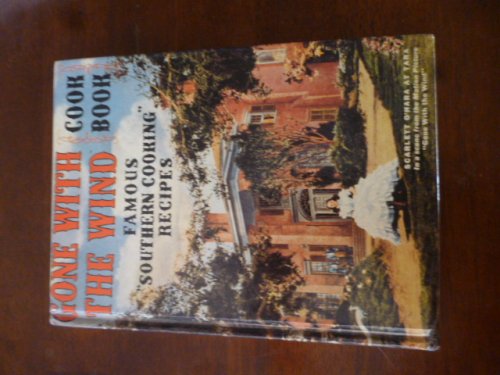 GONE WITH
THE WIND
COOK
BOOK
FAMOUS
"SOUTHERN COOKING"
RECIPES
SCARLETT O'HARA AT TARA
In a scene from the Motion Picture
"Gone With the Wind"